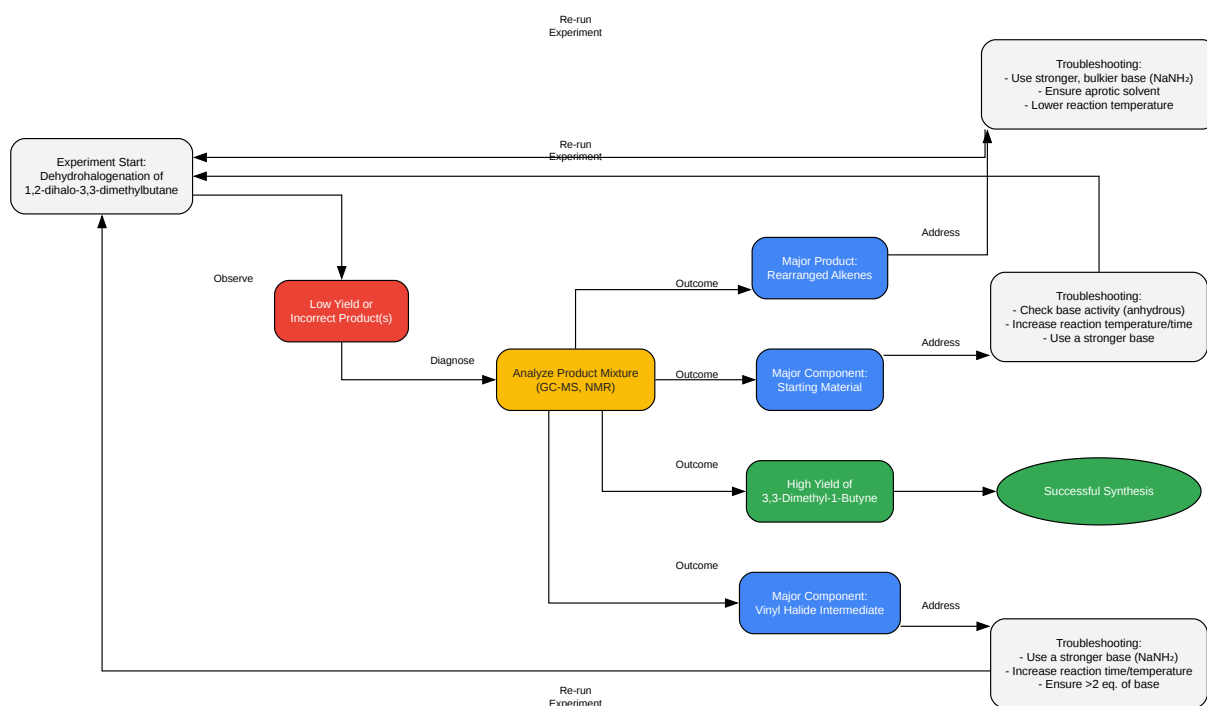 Re-run
Experiment
Troubleshooting:
- Use stronger, bulkier base (NaNH₂)
- Ensure aprotic solvent
- Lower reaction temperature
Re-run
Experiment
Experiment Start:
Dehydrohalogenation of
1,2-dihalo-3,3-dimethylbutane
Address
Major Product:
Rearranged Alkenes
Observe
Outcome
Low Yield or
Incorrect Product(s)
Troubleshooting:
- Check base activity (anhydrous)
- Increase reaction temperature/time
- Use a stronger base
Address
Diagnose
Analyze Product Mixture
(GC-MS, NMR)
Outcome
Major Component:
Starting Material
Outcome
High Yield of
3,3-Dimethyl-1-Butyne
Successful Synthesis
Outcome
Major Component:
Vinyl Halide Intermediate
Address
Troubleshooting:
- Use a stronger base (NaNH₂)
- Increase reaction time/temperature
- Ensure >2 eq. of base
Re-run
Experiment